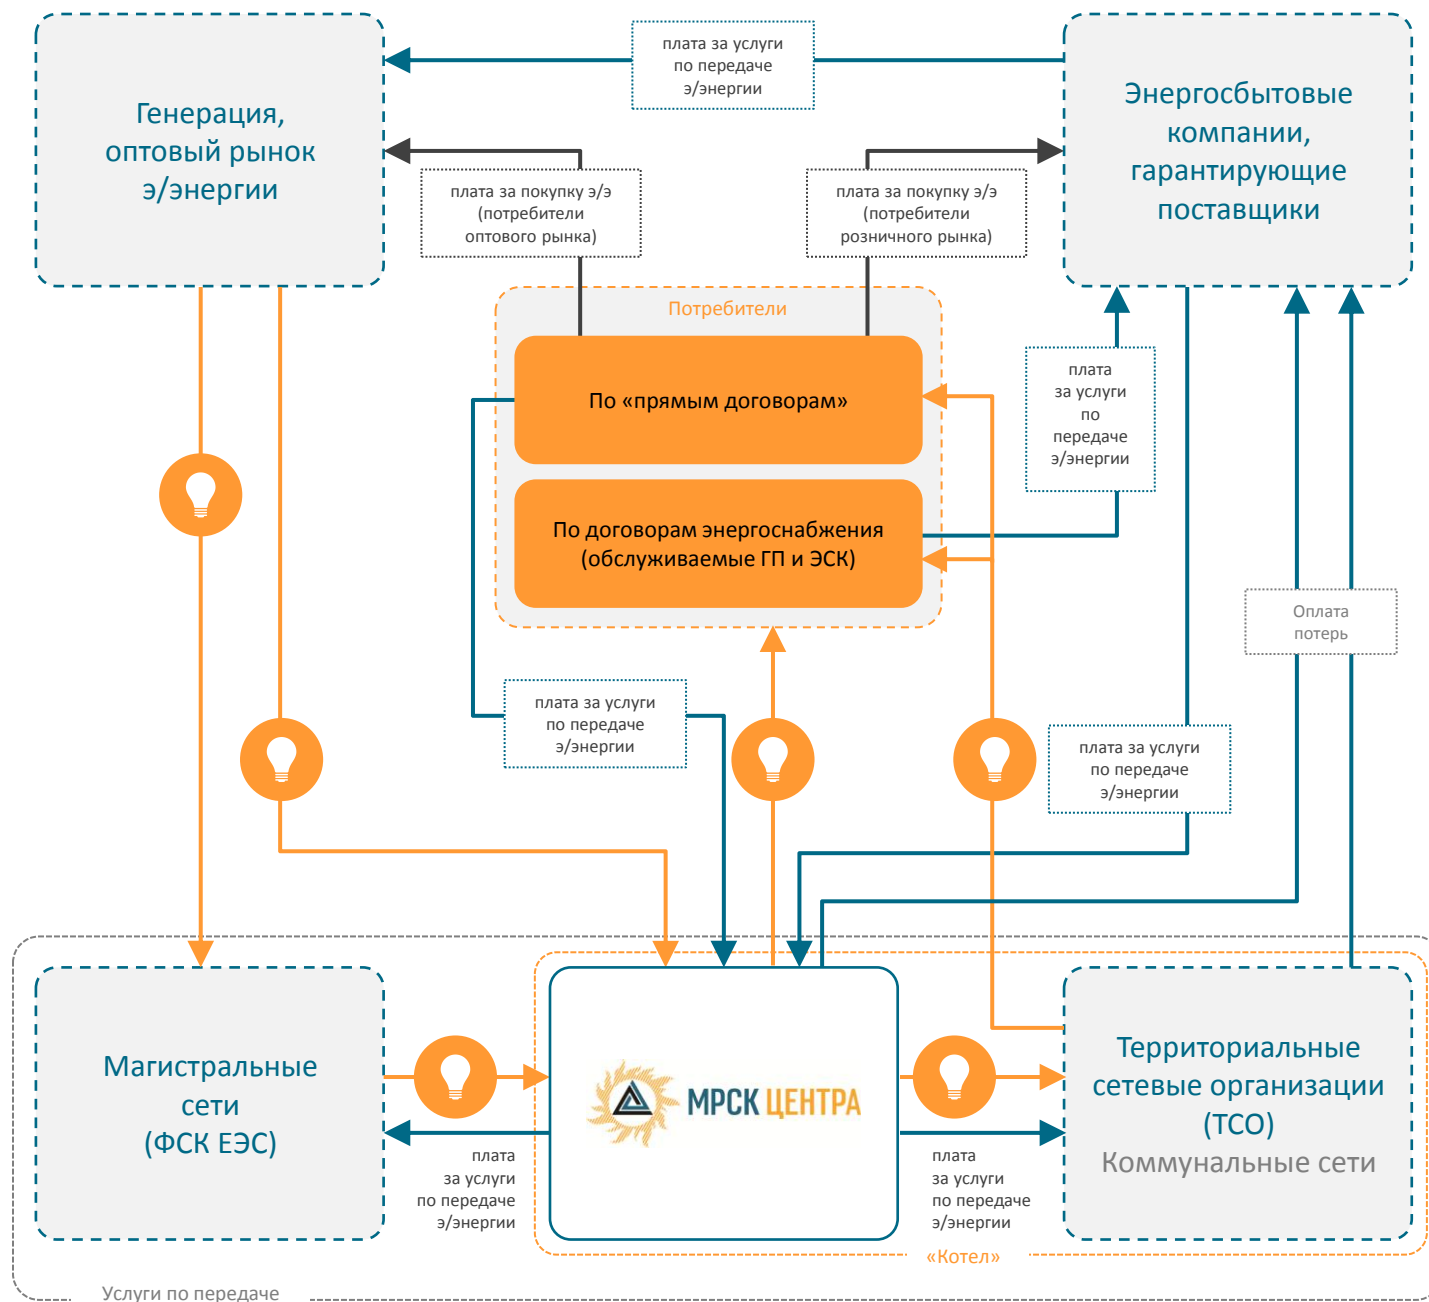 плата за услуги
по передаче
э/энергии
Генерация,
оптовый рынок
э/энергии
Энергосбытовые
компании,
гарантирующие
поставщики
плата за покупку э/э
(потребители
оптового рынка)
плата за покупку э/э
(потребители
розничного рынка)
Потребители
По «прямым договорам»
плата
за услуги
по
передаче
э/энергии
По договорам энергоснабжения
(обслуживаемые ГП и ЭСК)
Оплата
потерь
плата за услуги
по передаче
э/энергии
плата за услуги
по передаче
э/энергии
Магистральные
сети
(ФСК ЕЭС)
МРСК ЦЕНТРА
Территориальные
сетевые организации
(ТСО)
Коммунальные сети
плата
за услуги
по передаче
э/энергии
плата
за услуги
по передаче
э/энергии
«Котел»
Услуги по передаче